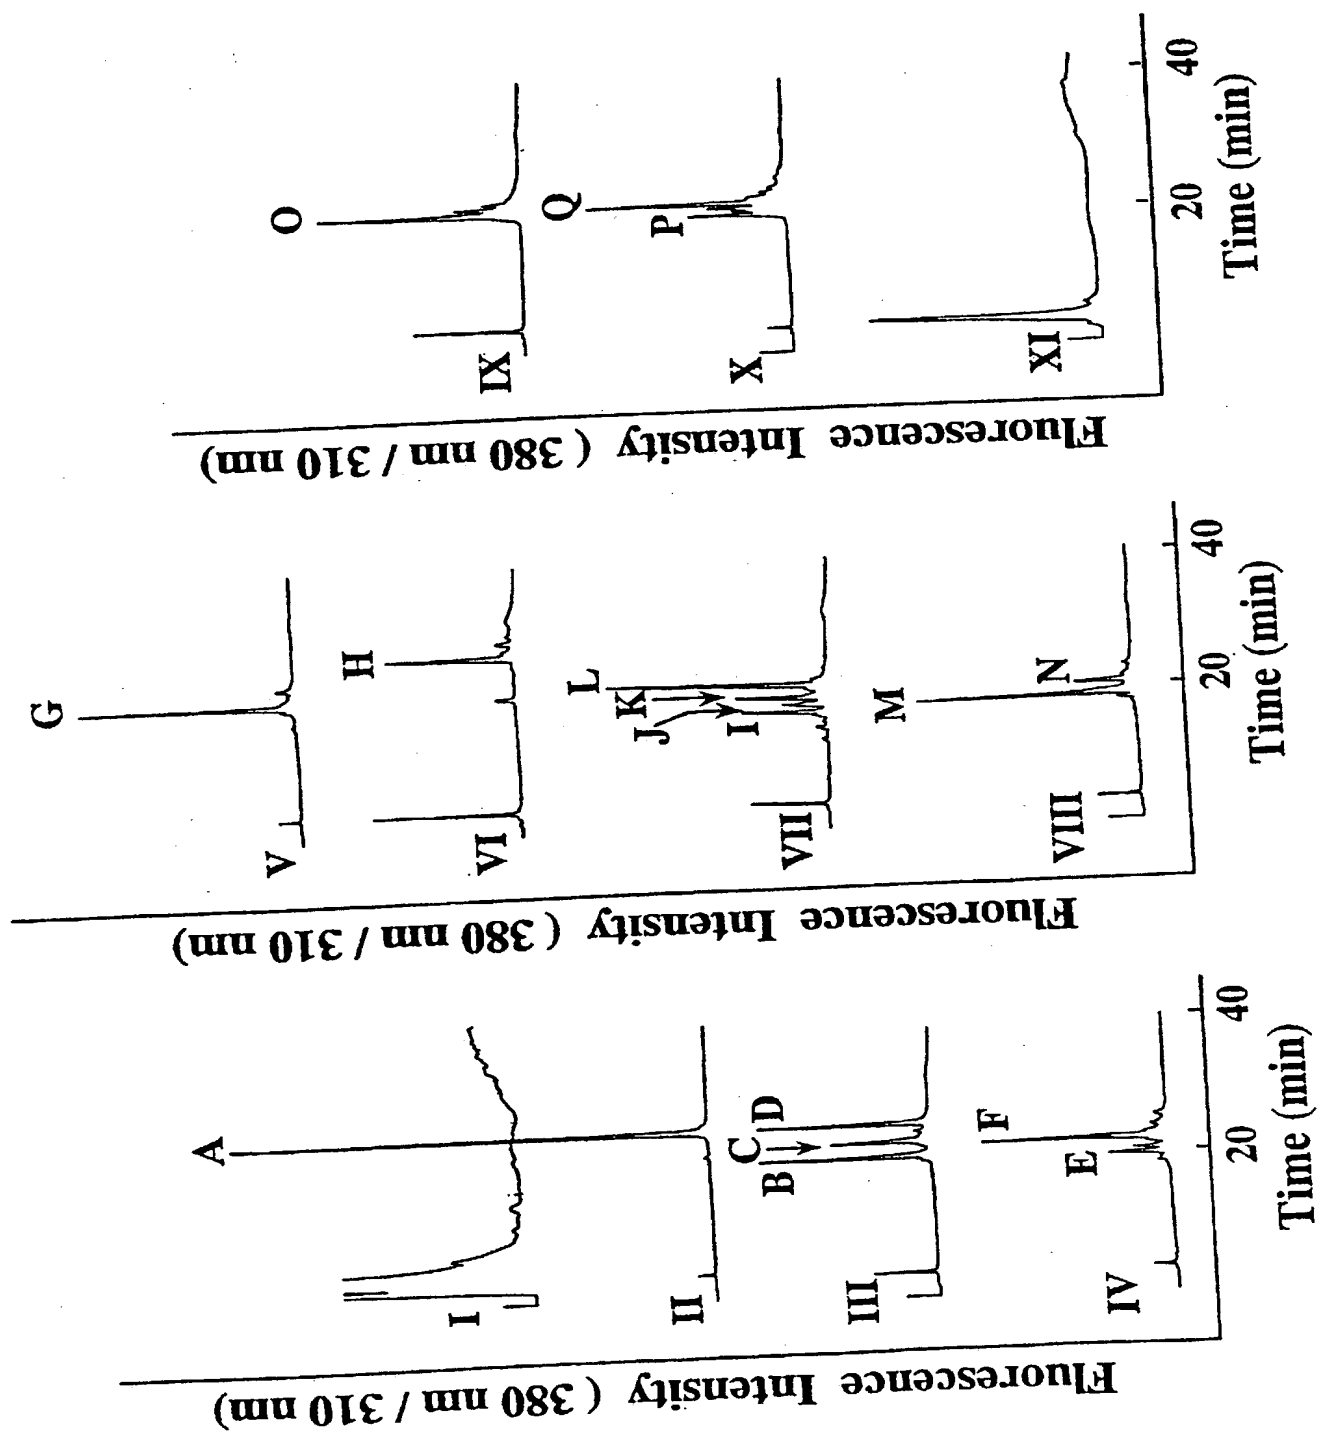 Fluorescence Intensity ( 380 nm / 310 nm)
I
A
II
B
C
D
III
E
F
IV
20
40
Time (min)
Fluorescence Intensity ( 380 nm / 310 nm)
G
V
H
VI
I
J
K
L
VII
M
N
VIII
20
40
Time (min)
Fluorescence Intensity ( 380 nm / 310 nm)
O
IX
P
Q
X
XI
20
40
Time (min)